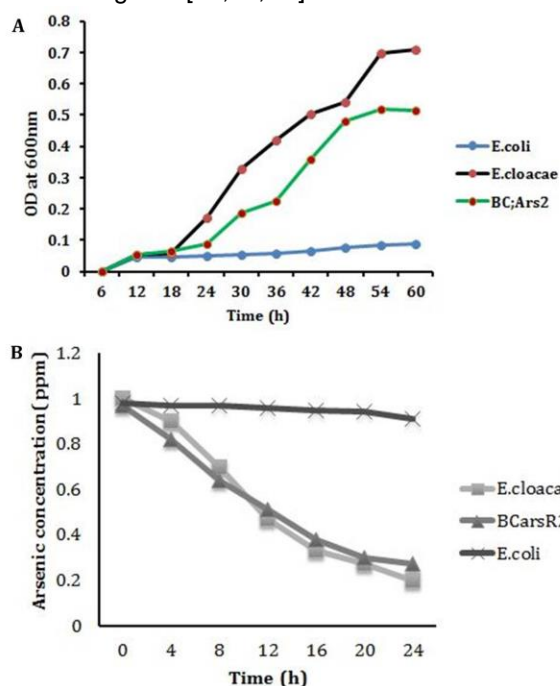 A
0.8
0.7
0.6
0.5
0.4
0.3
0.2
0.1
0
OD at 600nm
6 12 18 24 30 36 42 48 54 60
Time (h)
E.coli
E.cloacae
BC;Ars2
B
1.2
1
0.8
0.6
0.4
0.2
0
Arsenic concentration (ppm)
0 4 8 12 16 20 24
Time (h)
E.cloaca
BCarsR2
E.coli